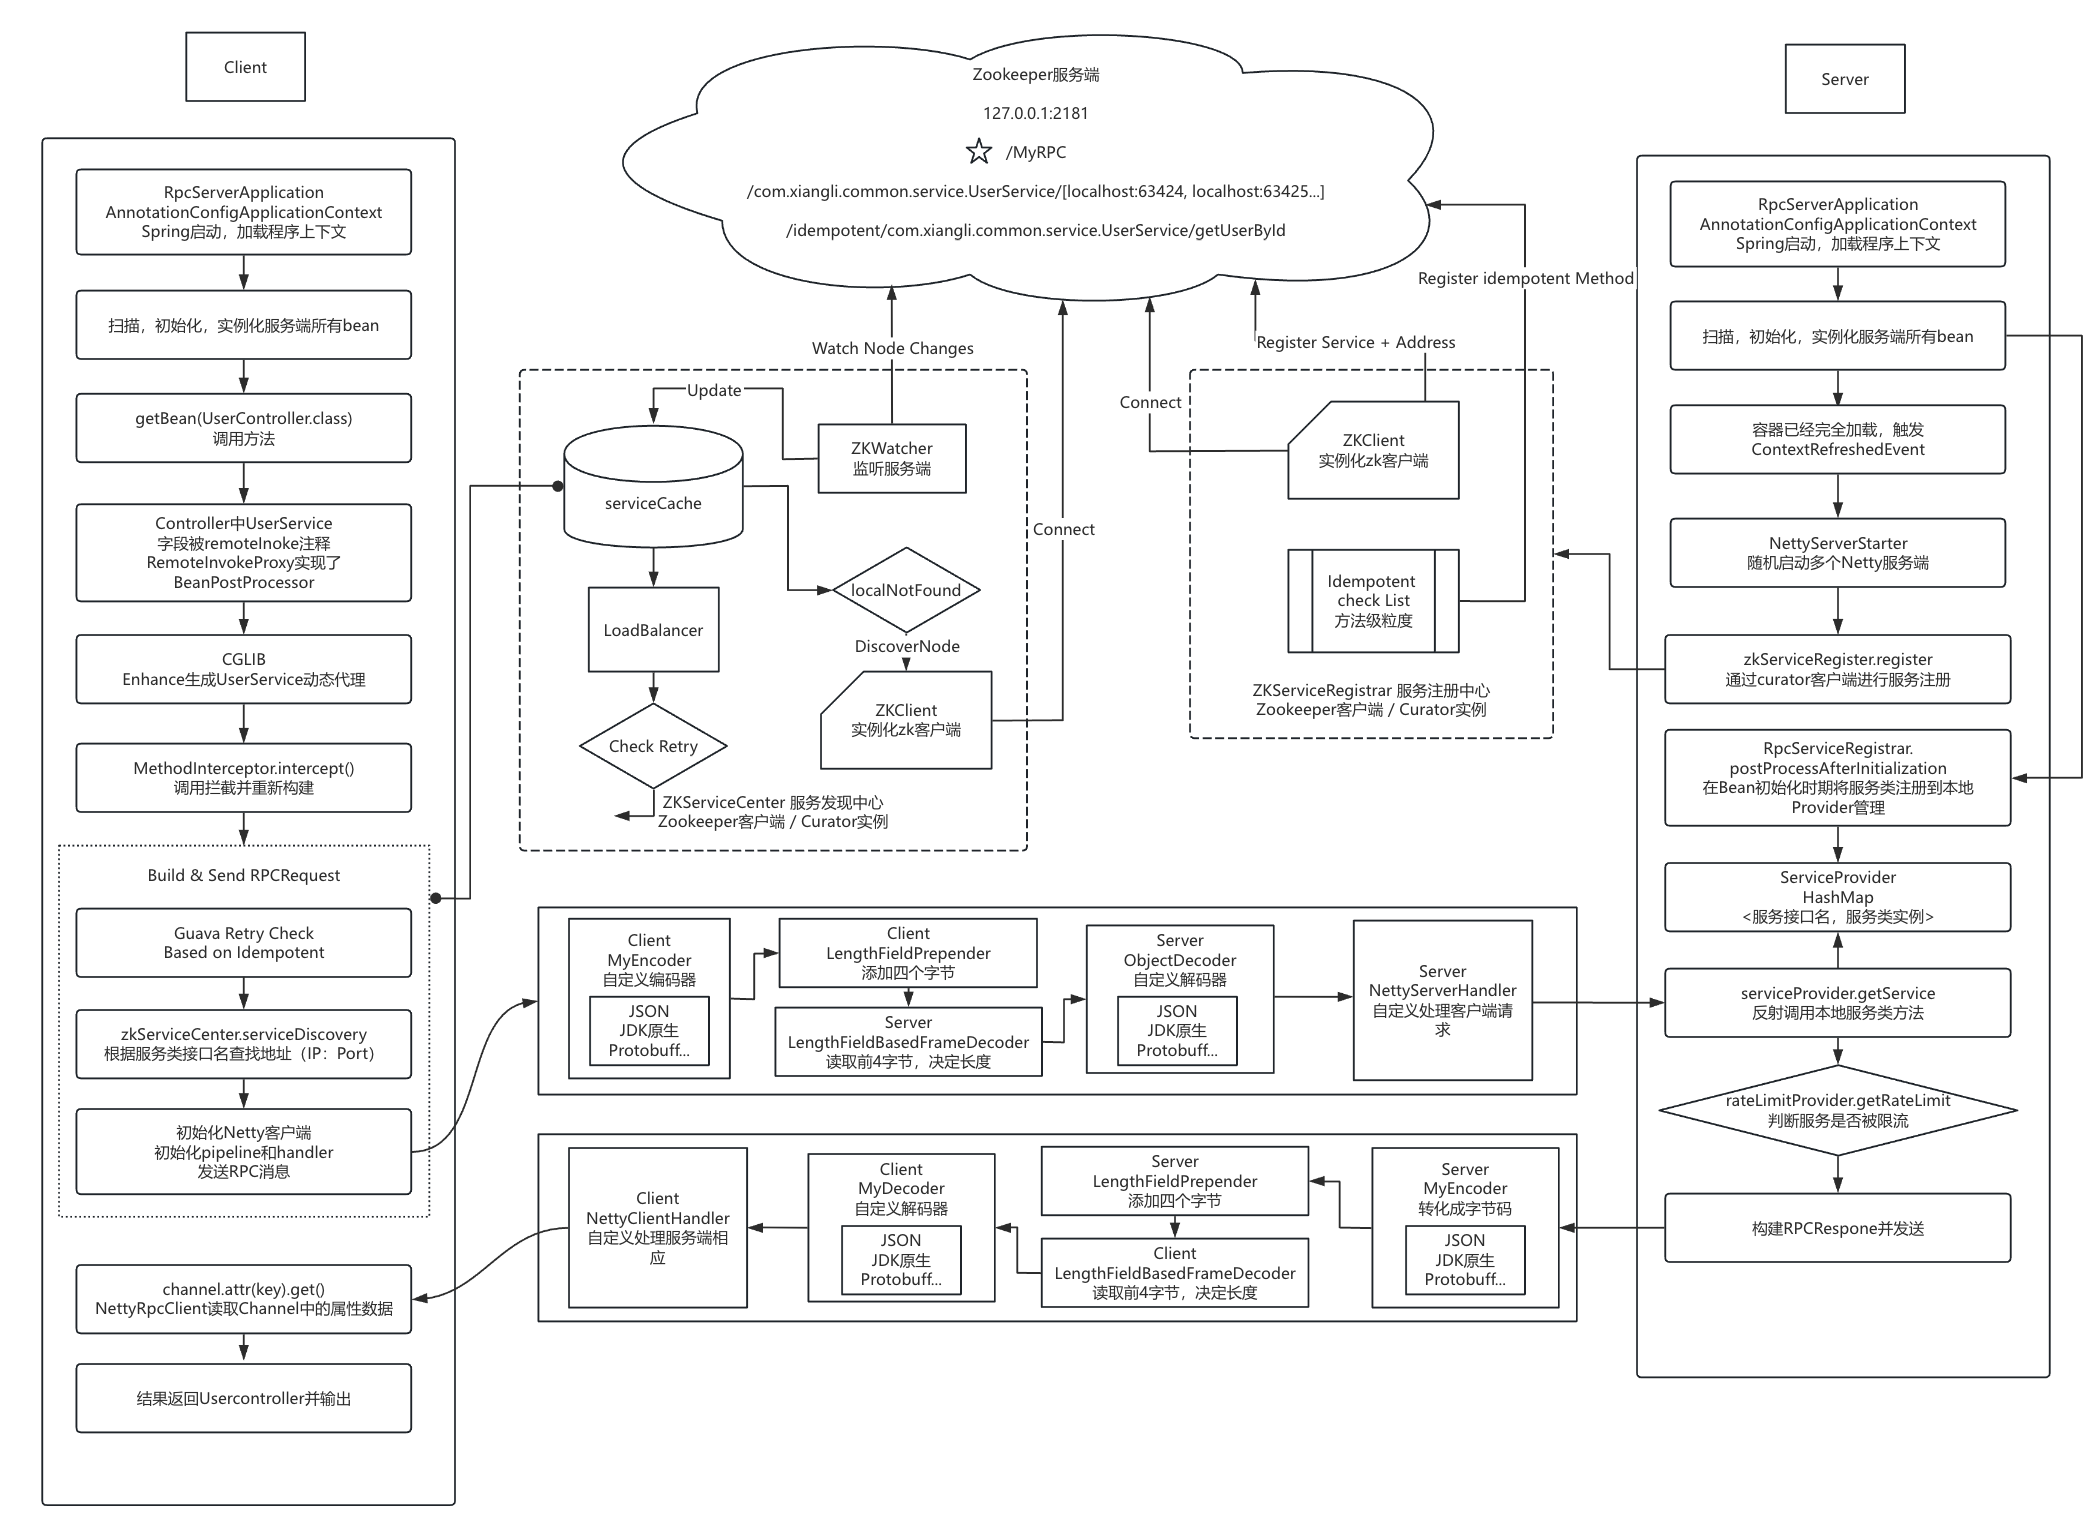 Client
RpcServerApplication
AnnotationConfigApplicationContext
Spring启动，加载程序上下文
扫描，初始化，实例化服务端所有bean
getBean(UserController.class)
调用方法
Controller中UserService
字段被remoteInoke注释
RemoteInvokeProxy实现了
BeanPostProcessor
CGLIB
Enhance生成UserService动态代理
MethodInterceptor.intercept()
调用拦截并重新构建
Build & Send RPCRequest
Guava Retry Check
Based on Idempotent
zkServiceCenter.serviceDiscovery
根据服务类接口名查找地址（IP：Port）
初始化Netty客户端
初始化pipeline和handler
发送RPC消息
channel.attr(key).get()
NettyRpcClient读取Channel中的属性数据
结果返回Usercontroller并输出
Zookeeper服务端
127.0.0.1:2181
/MyRPC
/com.xiangli.common.service.UserService/[localhost:63424, localhost:63425...]
/idempotent/com.xiangli.common.service.UserService/getUserById
Watch Node Changes
Update
ZKWatcher
监听服务端
serviceCache
localNotFound
LoadBalancer
DiscoverNode
ZKClient
实例化zk客户端
Check Retry
ZKServiceCenter 服务发现中心
Zookeeper客户端 / Curator实例
Connect
Connect
Register Service + Address
Register idempotent Method
ZKClient
实例化zk客户端
Idempotent
check List
方法级粒度
ZKServiceRegistrar 服务注册中心
Zookeeper客户端 / Curator实例
Client
MyEncoder
自定义编码器
JSON
JDK原生
Protobuff...
Client
LengthFieldPrepender
添加四个字节
Server
LengthFieldBasedFrameDecoder
读取前4字节，决定长度
Server
ObjectDecoder
自定义解码器
JSON
JDK原生
Protobuff...
Server
NettyServerHandler
自定义处理客户端请
求
Client
NettyClientHandler
自定义处理服务端相
应
Client
MyDecoder
自定义解码器
JSON
JDK原生
Protobuff...
Server
LengthFieldPrepender
添加四个字节
Client
LengthFieldBasedFrameDecoder
读取前4字节，决定长度
Server
MyEncoder
转化成字节码
JSON
JDK原生
Protobuff...
Server
RpcServerApplication
AnnotationConfigApplicationContext
Spring启动，加载程序上下文
扫描，初始化，实例化服务端所有bean
容器已经完全加载，触发
ContextRefreshedEvent
NettyServerStarter
随机启动多个Netty服务端
zkServiceRegister.register
通过curator客户端进行服务注册
RpcServiceRegistrar.
postProcessAfterInitialization
在Bean初始化时期将服务类注册到本地
Provider管理
ServiceProvider
HashMap
<服务接口名，服务类实例>
serviceProvider.getService
反射调用本地服务类方法
rateLimitProvider.getRateLimit
判断服务是否被限流
构建RPCRespone并发送